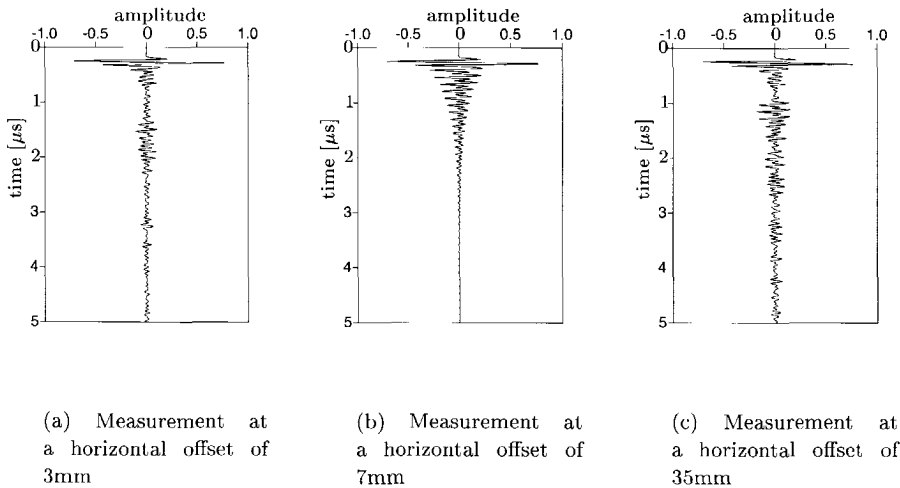 amplitude
-1.0 -0.5 0 0.5 1.0
0
1
2
3
4
5
time [μs]
(a) Measurement at
a horizontal offset of
3mm
amplitude
-1.0 -0.5 0 0.5 1.0
0
1
2
3
4
5
time [μs]
(b) Measurement at
a horizontal offset of
7mm
amplitude
-1.0 -0.5 0 0.5 1.0
0
1
2
3
4
5
time [μs]
(c) Measurement at
a horizontal offset of
35mm